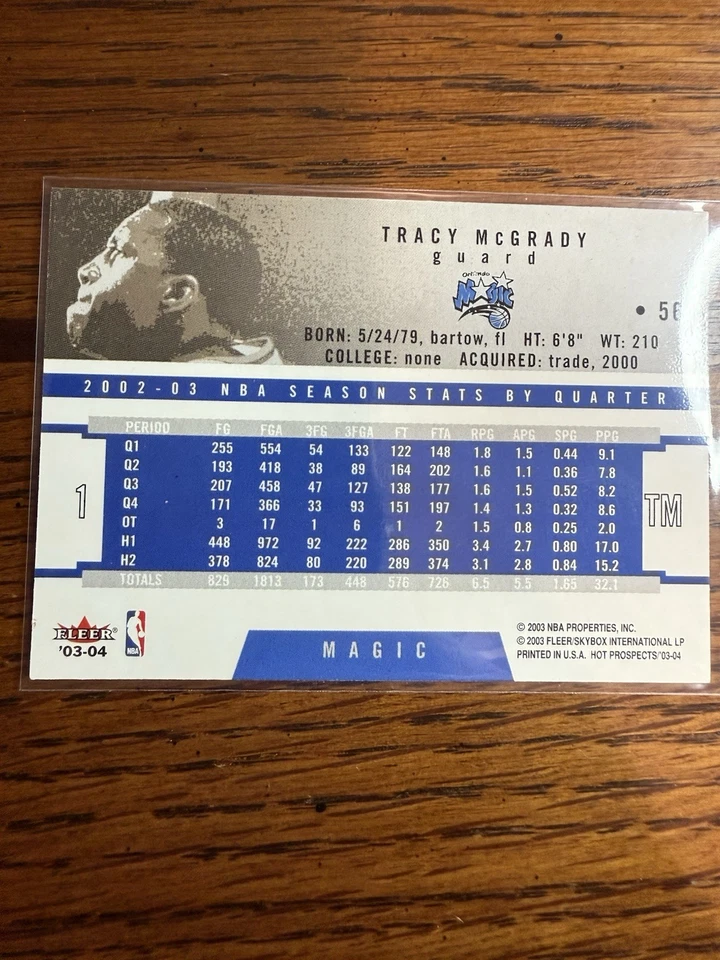 TRACY McGRADY
guard
Orlando
MAGIC
• 56
BORN: 5/24/79, bartow, fl HT: 6'8" WT: 210
COLLEGE: none ACQUIRED: trade, 2000
2002-03 NBA SEASON STATS BY QUARTER
PERIOD FG FGA 3FG 3FGA FT FTA RPG APG SPG PPG
Q1 255 554 54 133 122 148 1.8 1.5 0.44 9.1
Q2 193 418 38 89 164 202 1.6 1.1 0.36 7.8
Q3 207 458 47 127 138 177 1.6 1.5 0.52 8.2
Q4 171 366 33 93 151 197 1.4 1.3 0.32 8.6
OT 3 17 1 6 1 2 1.5 0.8 0.25 2.0
H1 448 972 92 222 286 350 3.4 2.7 0.80 17.0
H2 378 824 80 220 289 374 3.1 2.8 0.84 15.2
TOTALS 829 1813 173 448 576 726 6.5 5.5 1.65 32.1
1
TM
FLEER®
'03-04
NBA
MAGIC
© 2003 NBA PROPERTIES, INC.
© 2003 FLEER/SKYBOX INTERNATIONAL LP
PRINTED IN U.S.A. HOT PROSPECTS/'03-04